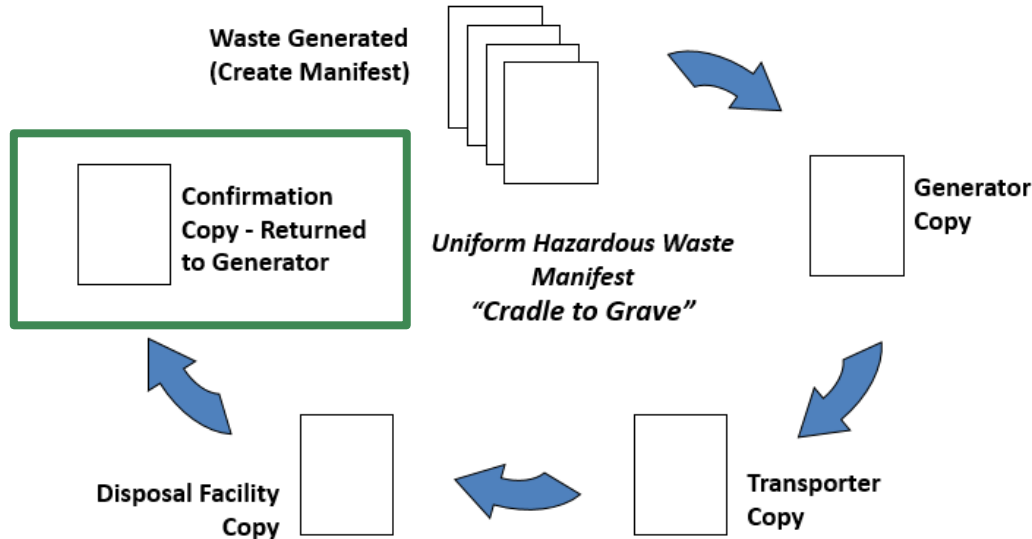 Waste Generated
(Create Manifest)
Generator
Copy
Confirmation
Copy - Returned
to Generator
Uniform Hazardous Waste
Manifest
“Cradle to Grave”
Transporter
Copy
Disposal Facility
Copy